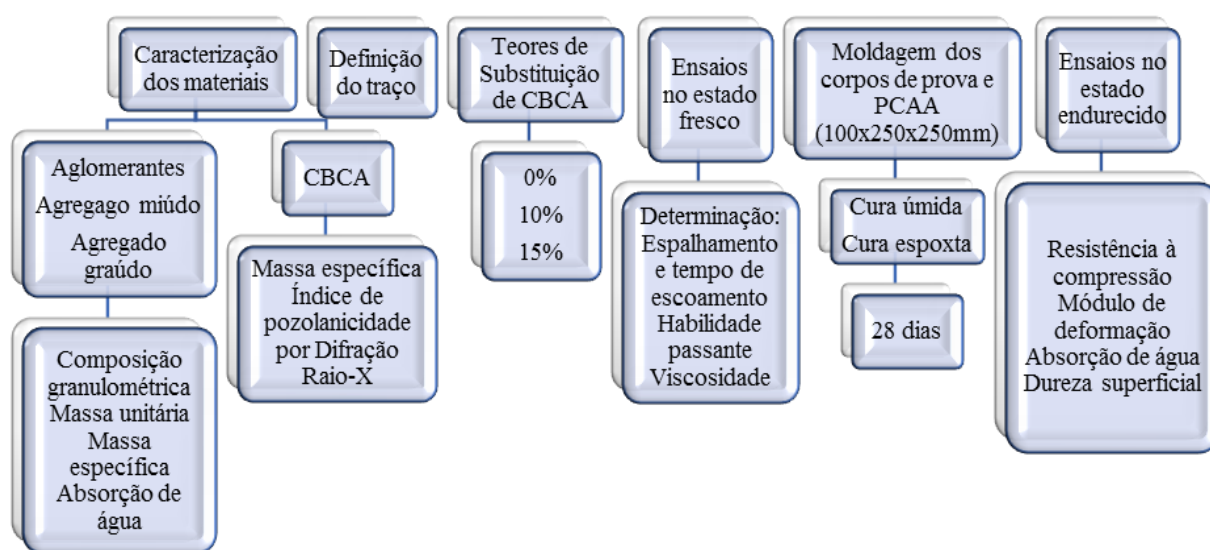 Caracterização
dos materiais
Definição
do traço
Teores de
Substituição
de CBCA
Ensaios
no estado
fresco
Moldagem dos
corpos de prova e
PCAA
(100x250x250mm)
Ensaios no
estado
endurecido
Aglomerantes
Agregago miúdo
Agregado
graúdo
CBCA
0%
10%
15%
Determinação:
Espalhamento
e tempo de
escoamento
Habilidade
passante
Viscosidade
Cura úmida
Cura espoxta
Resistência à
compressão
Módulo de
deformação
Absorção de água
Dureza superficial
Composição
granulométrica
Massa unitária
Massa
específica
Absorção de
água
Massa específica
Índice de
pozolanicidade
por Difração
Raio-X
28 dias